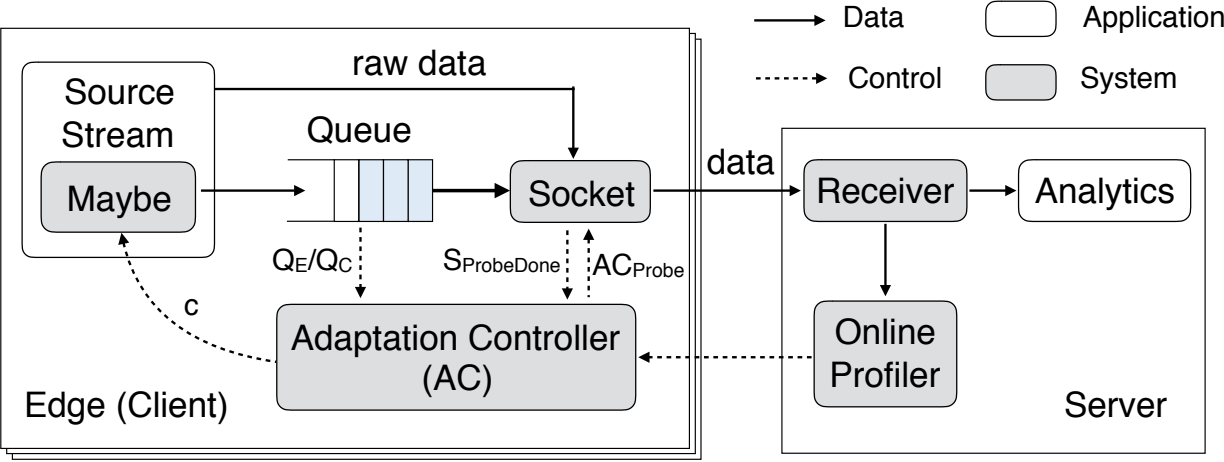 Data
Application
Control
System
raw data
Source
Stream
Queue
Maybe
Socket
data
Receiver
Analytics
QE/QC
SProbeDone
ACProbe
c
Adaptation Controller
(AC)
Online
Profiler
Edge (Client)
Server